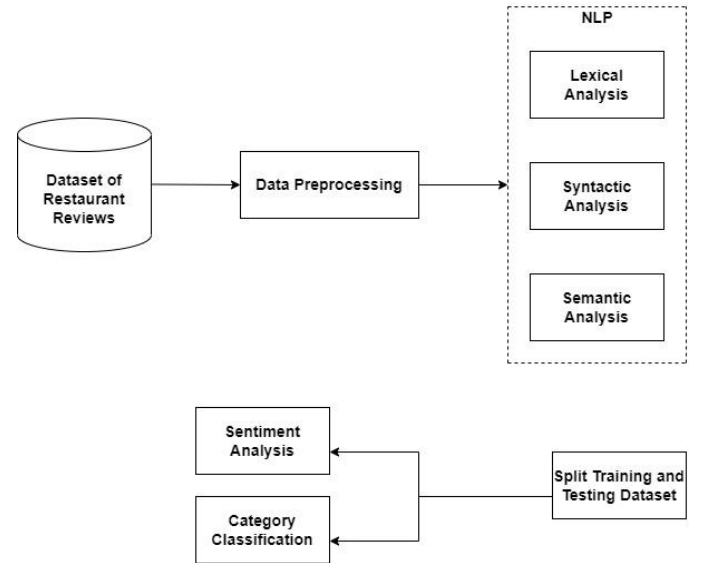 NLP
Lexical
Analysis
Dataset of
Restaurant
Reviews
Data Preprocessing
Syntactic
Analysis
Semantic
Analysis
Sentiment
Analysis
Split Training and
Testing Dataset
Category
Classification